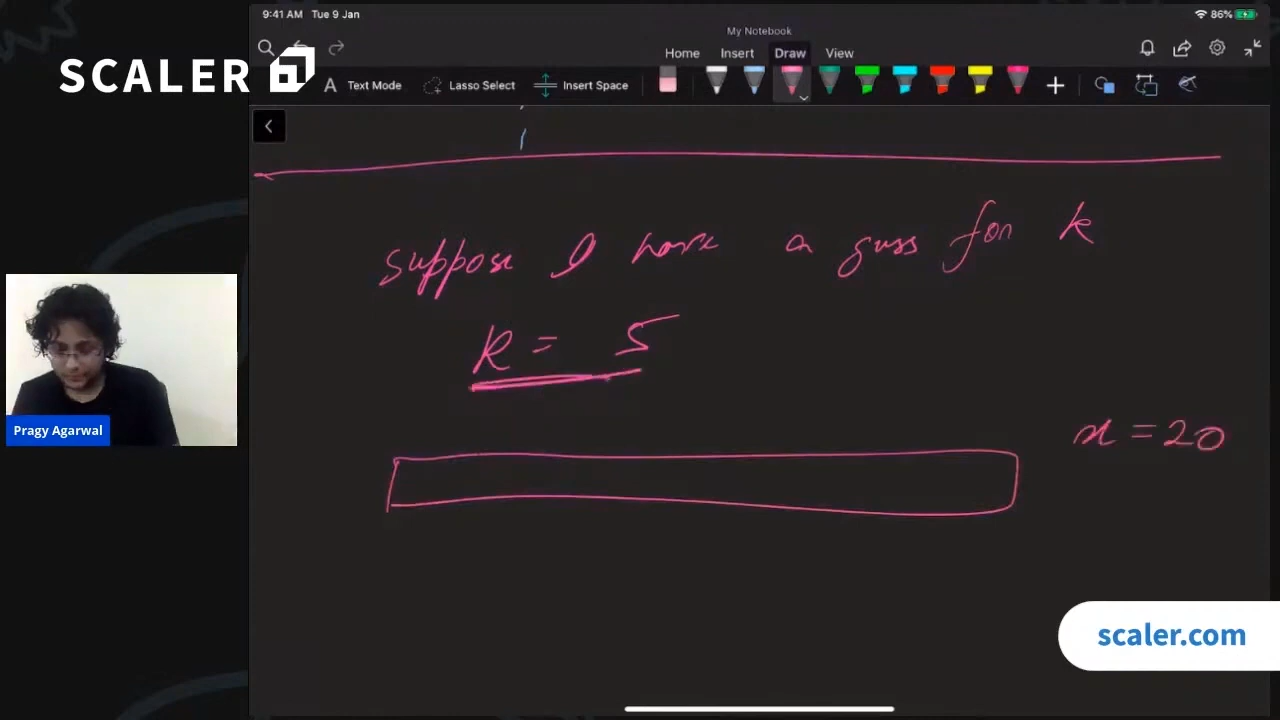 9:41 AM Tue 9 Jan
86%
My Notebook
Home Insert Draw View
SCALER
Text Mode Lasso Select Insert Space
suppose I have a guess for k
K = 5
x = 20
Pragy Agarwal
scaler.com